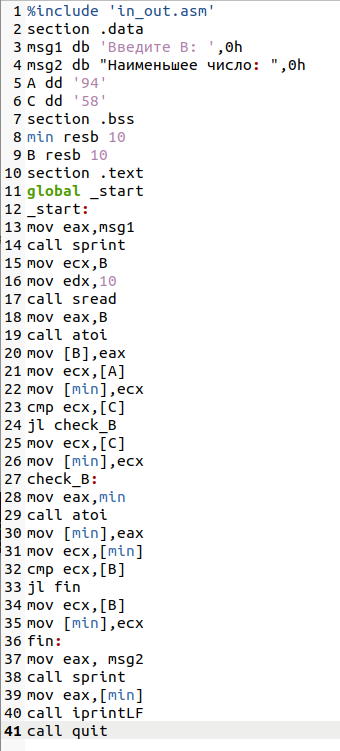 1 %include 'in_out.asm'
2 section .data
3 msg1 db 'Введите B: ',0h
4 msg2 db "Наименьшее число: ",0h
5 A dd '94'
6 C dd '58'
7 section .bss
8 min resb 10
9 B resb 10
10 section .text
11 global _start
12 _start:
13 mov eax,msg1
14 call sprint
15 mov ecx,B
16 mov edx,10
17 call sread
18 mov eax,B
19 call atoi
20 mov [B],eax
21 mov ecx,[A]
22 mov [min],ecx
23 cmp ecx,[C]
24 jl check_B
25 mov ecx,[C]
26 mov [min],ecx
27 check_B:
28 mov eax,min
29 call atoi
30 mov [min],eax
31 mov ecx,[min]
32 cmp ecx,[B]
33 jl fin
34 mov ecx,[B]
35 mov [min],ecx
36 fin:
37 mov eax, msg2
38 call sprint
39 mov eax,[min]
40 call iprintLF
41 call quit